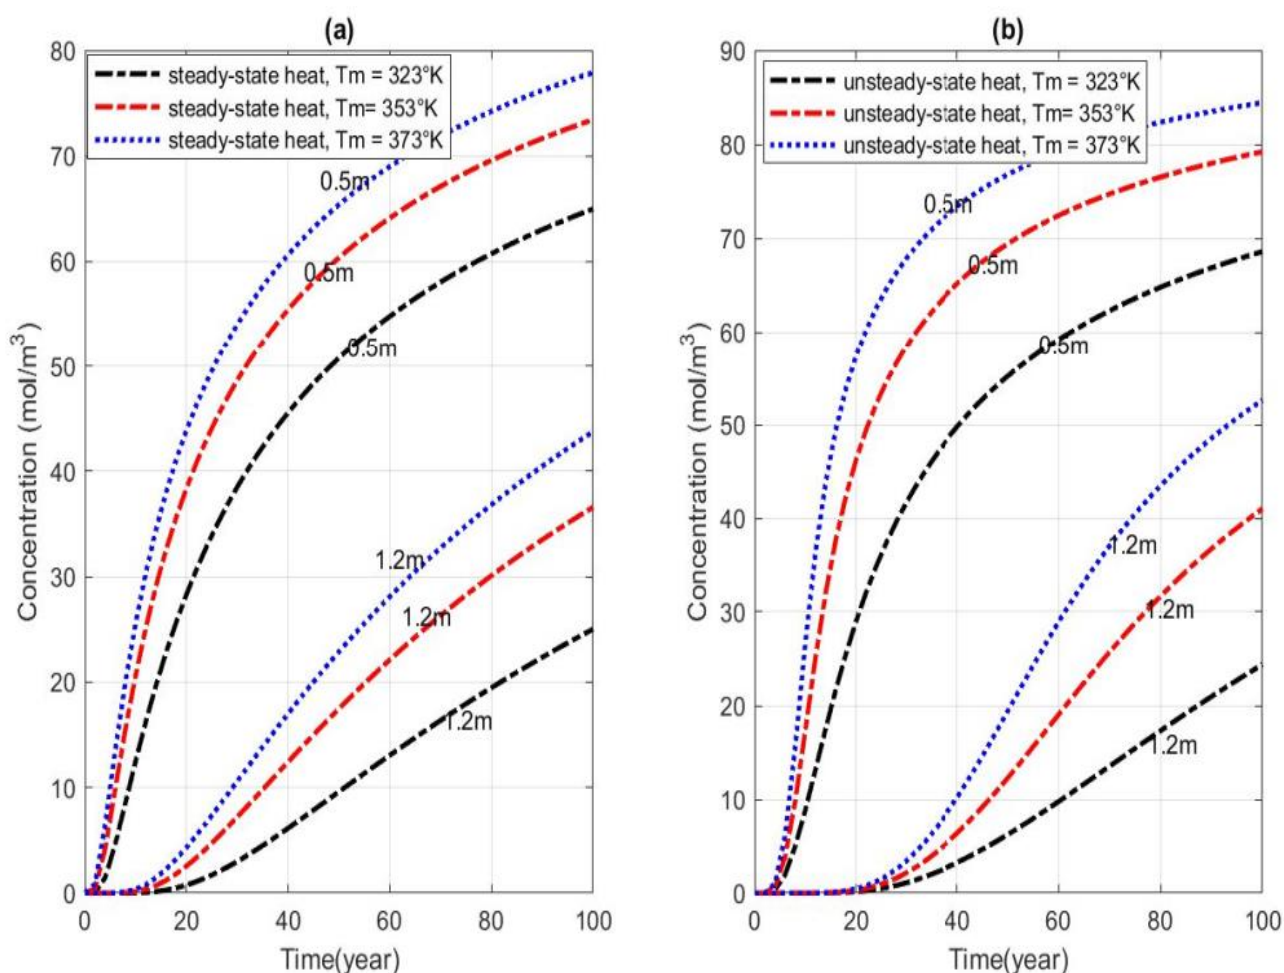 (a)
80
70
60
50
40
30
20
10
0
Concentration (mol/m³)
steady-state heat, Tm = 323°K
steady-state heat, Tm= 353°K
steady-state heat, Tm = 373°K
0.5m
0.5m
0.5m
1.2m
1.2m
1.2m
0 20 40 60 80 100
Time(year)
(b)
90
80
70
60
50
40
30
20
10
0
Concentration (mol/m³)
unsteady-state heat, Tm = 323°K
unsteady-state heat, Tm= 353°K
unsteady-state heat, Tm = 373°K
0.5m
0.5m
0.5m
1.2m
1.2m
1.2m
0 20 40 60 80 100
Time(year)